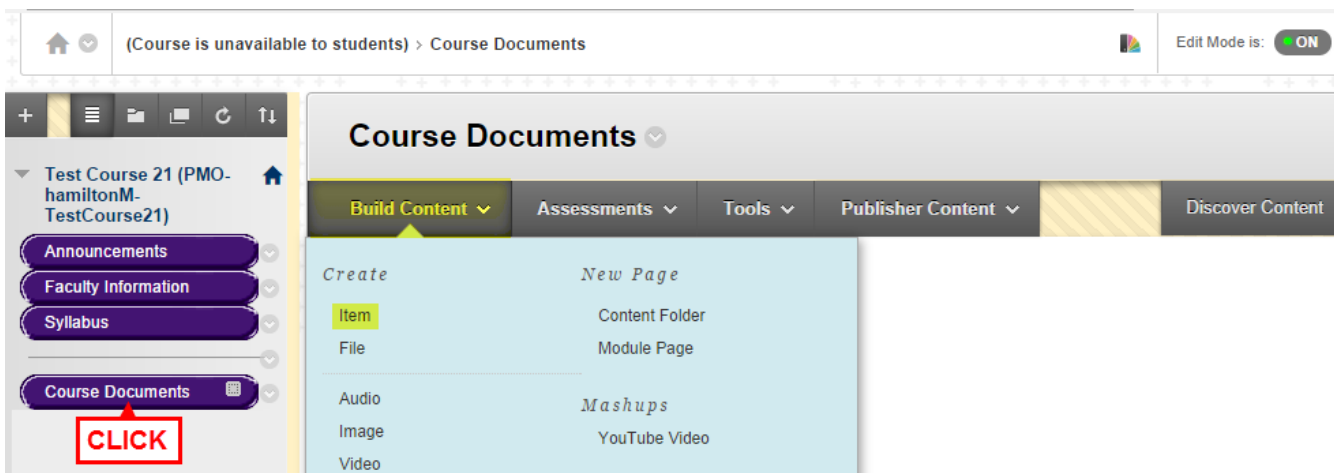 (Course is unavailable to students) > Course Documents
Edit Mode is: ON
Test Course 21 (PMO-
hamiltonM-
TestCourse21)
Announcements
Faculty Information
Syllabus
Course Documents
CLICK
Course Documents
Build Content
Assessments
Tools
Publisher Content
Discover Content
Create
Item
File
Audio
Image
Video
New Page
Content Folder
Module Page
Mashups
YouTube Video